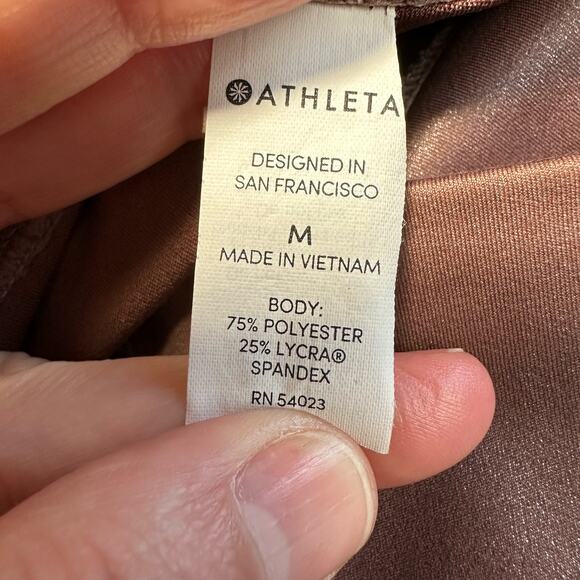 ATHLETA
DESIGNED IN
SAN FRANCISCO
M
MADE IN VIETNAM
BODY:
75% POLYESTER
25% LYCRA®
SPANDEX
RN 54023